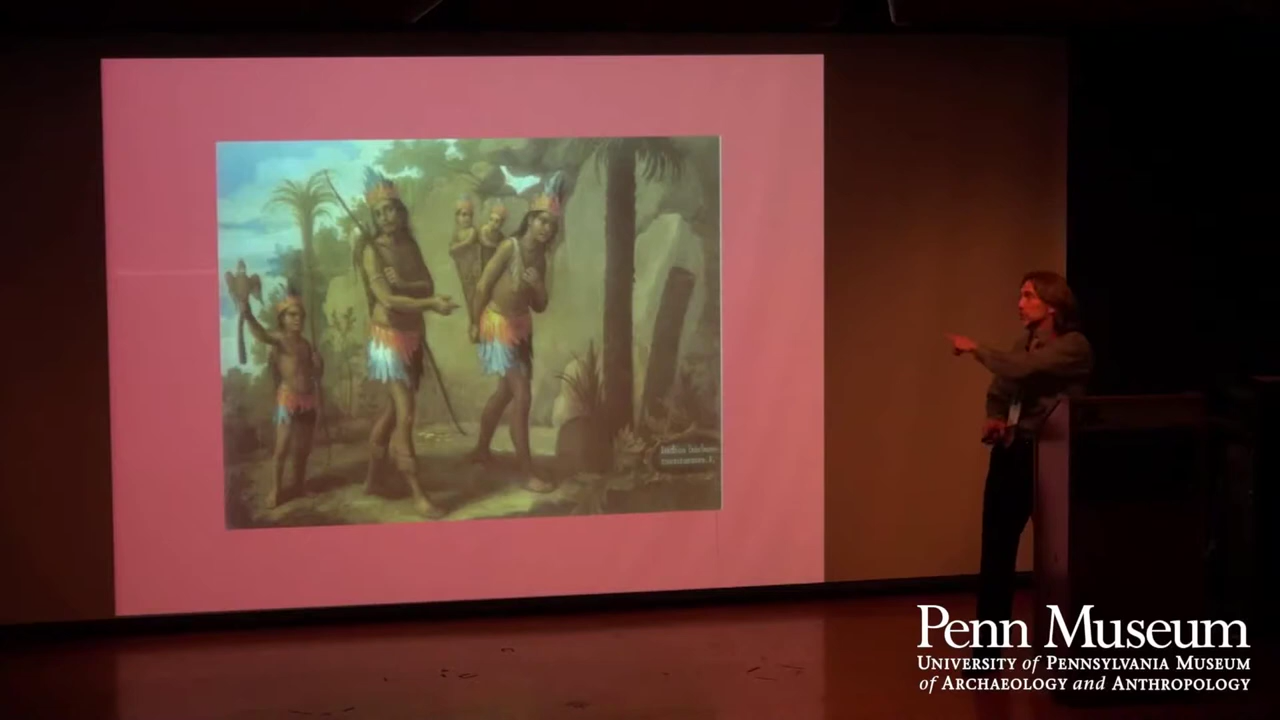 Penn Museum
UNIVERSITY of PENNSYLVANIA MUSEUM
of ARCHAEOLOGY and ANTHROPOLOGY